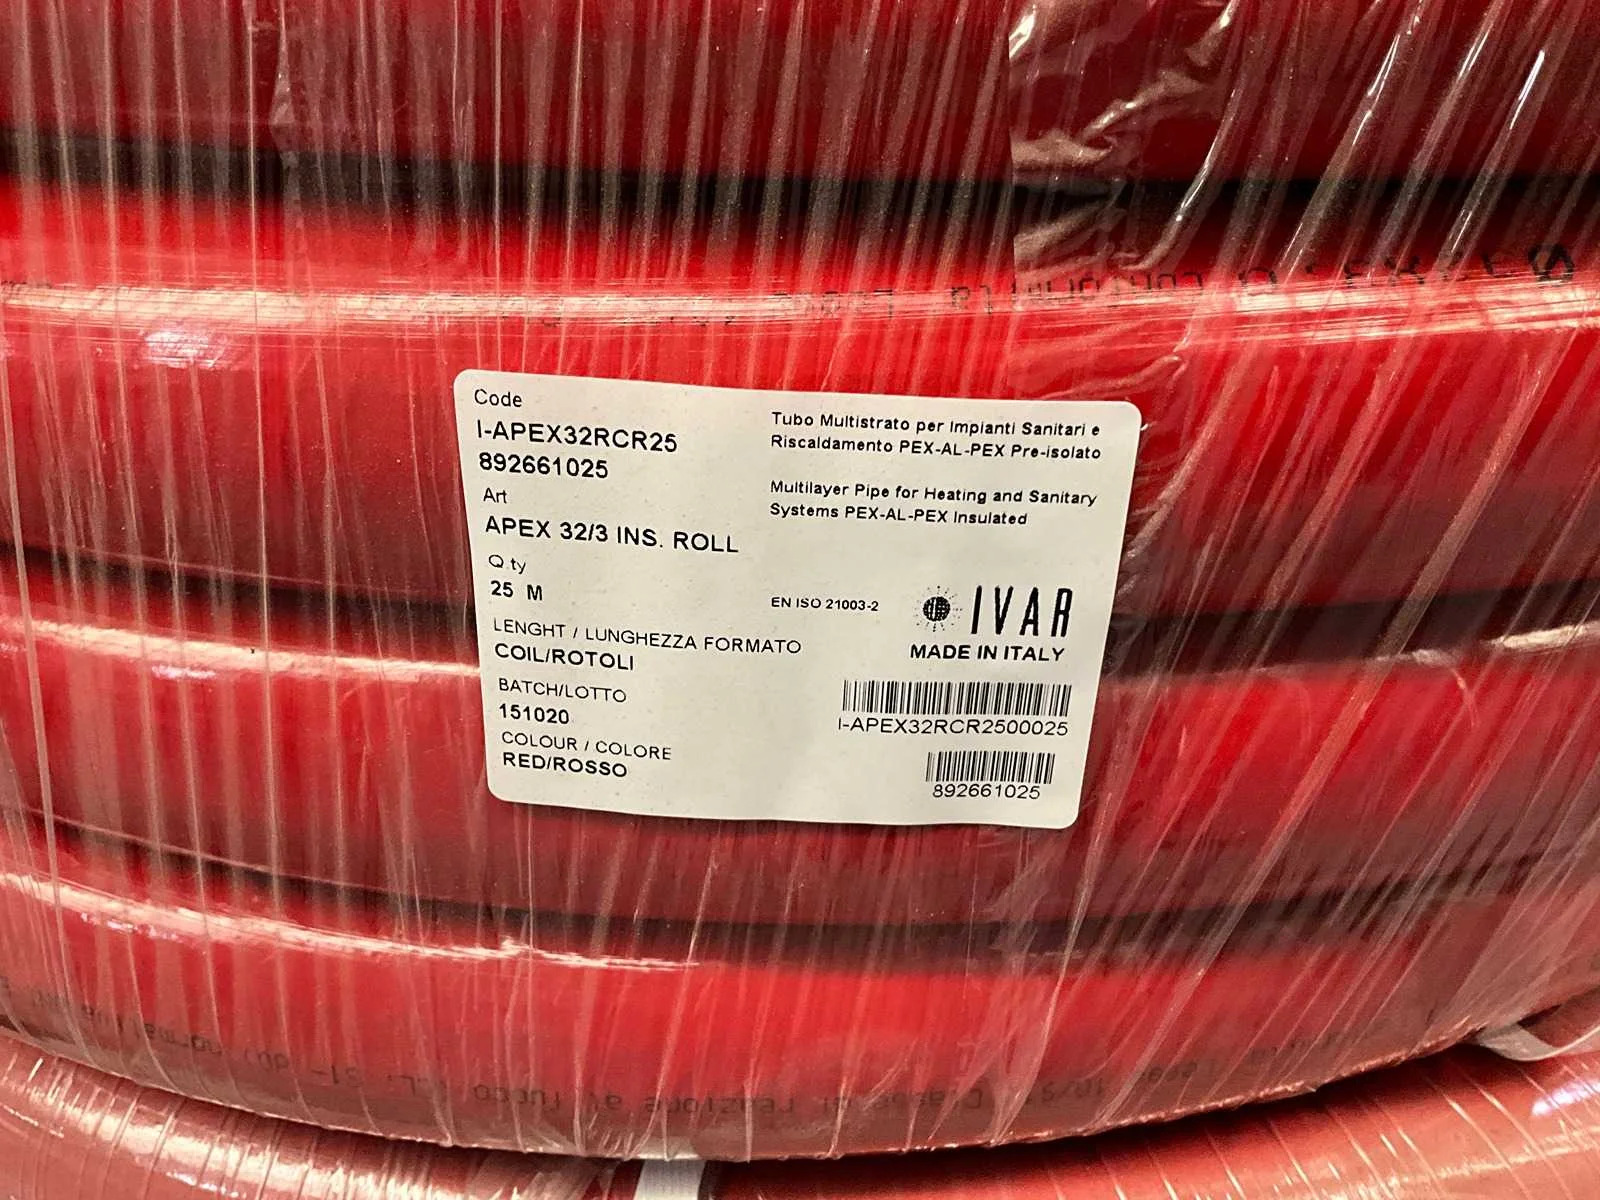 Code
I-APEX32RCR25
892661025
Art
APEX 32/3 INS. ROLL
Q.ty
25 M
LENGHT / LUNGHEZZA FORMATO
COIL/ROTOLI
BATCH/LOTTO
151020
COLOUR / COLORE
RED/ROSSO
Tubo Multistrato per Impianti Sanitari e
Riscaldamento PEX-AL-PEX Pre-isolato
Multilayer Pipe for Heating and Sanitary
Systems PEX-AL-PEX Insulated
EN ISO 21003-2
IVAR
MADE IN ITALY
I-APEX32RCR2500025
892661025